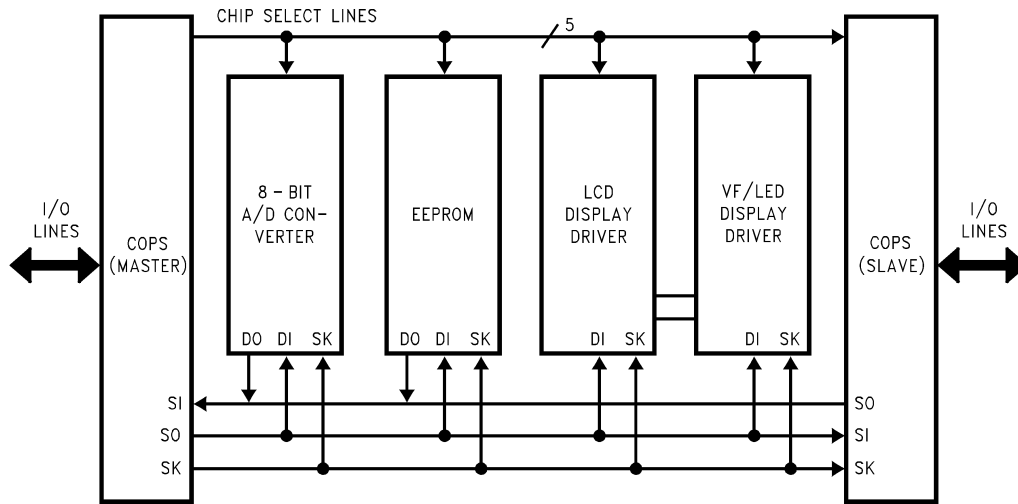 CHIP SELECT LINES
5
I/O
LINES
COPS
(MASTER)
8 - BIT
A/D CON-
VERTER
EEPROM
LCD
DISPLAY
DRIVER
VF/LED
DISPLAY
DRIVER
COPS
(SLAVE)
I/O
LINES
DO DI SK
DO DI SK
DI SK
DI SK
SI
SO
SK
SO
SI
SK